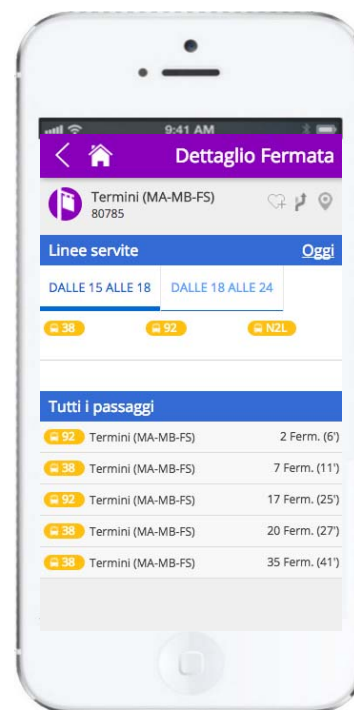 9:41 AM
Dettaglio Fermata
Termini (MA-MB-FS)
80785
Linee servite Oggi
DALLE 15 ALLE 18 DALLE 18 ALLE 24
38 92 N2L
Tutti i passaggi
92 Termini (MA-MB-FS) 2 Ferm. (6')
38 Termini (MA-MB-FS) 7 Ferm. (11')
92 Termini (MA-MB-FS) 17 Ferm. (25')
38 Termini (MA-MB-FS) 20 Ferm. (27')
38 Termini (MA-MB-FS) 35 Ferm. (41')